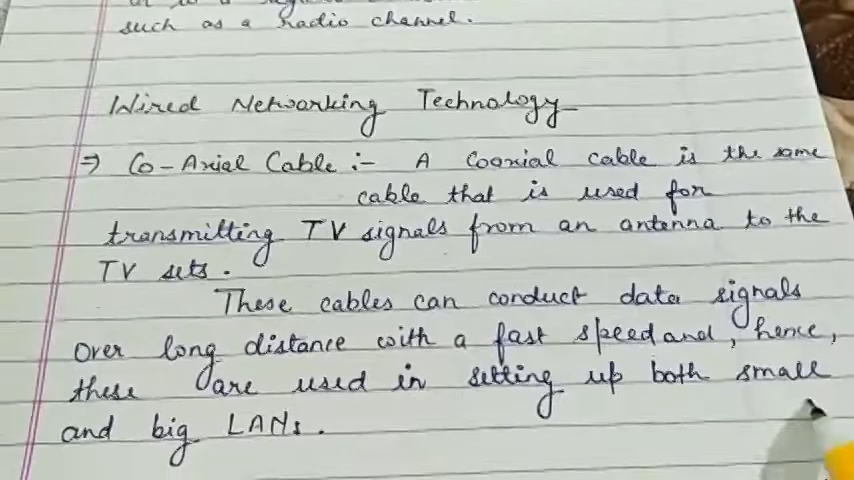 such as a radio channel.
Wired Networking Technology
⇒ Co-Axial Cable :- A Coaxial cable is the same
cable that is used for
transmitting TV signals from an antenna to the
TV sets.
These cables can conduct data signals
over long distance with a fast speed and, hence,
these are used in setting up both small
and big LANs.